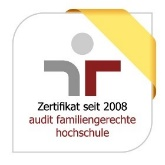 Zertifikat seit 2008
audit familiengerechte
hochschule